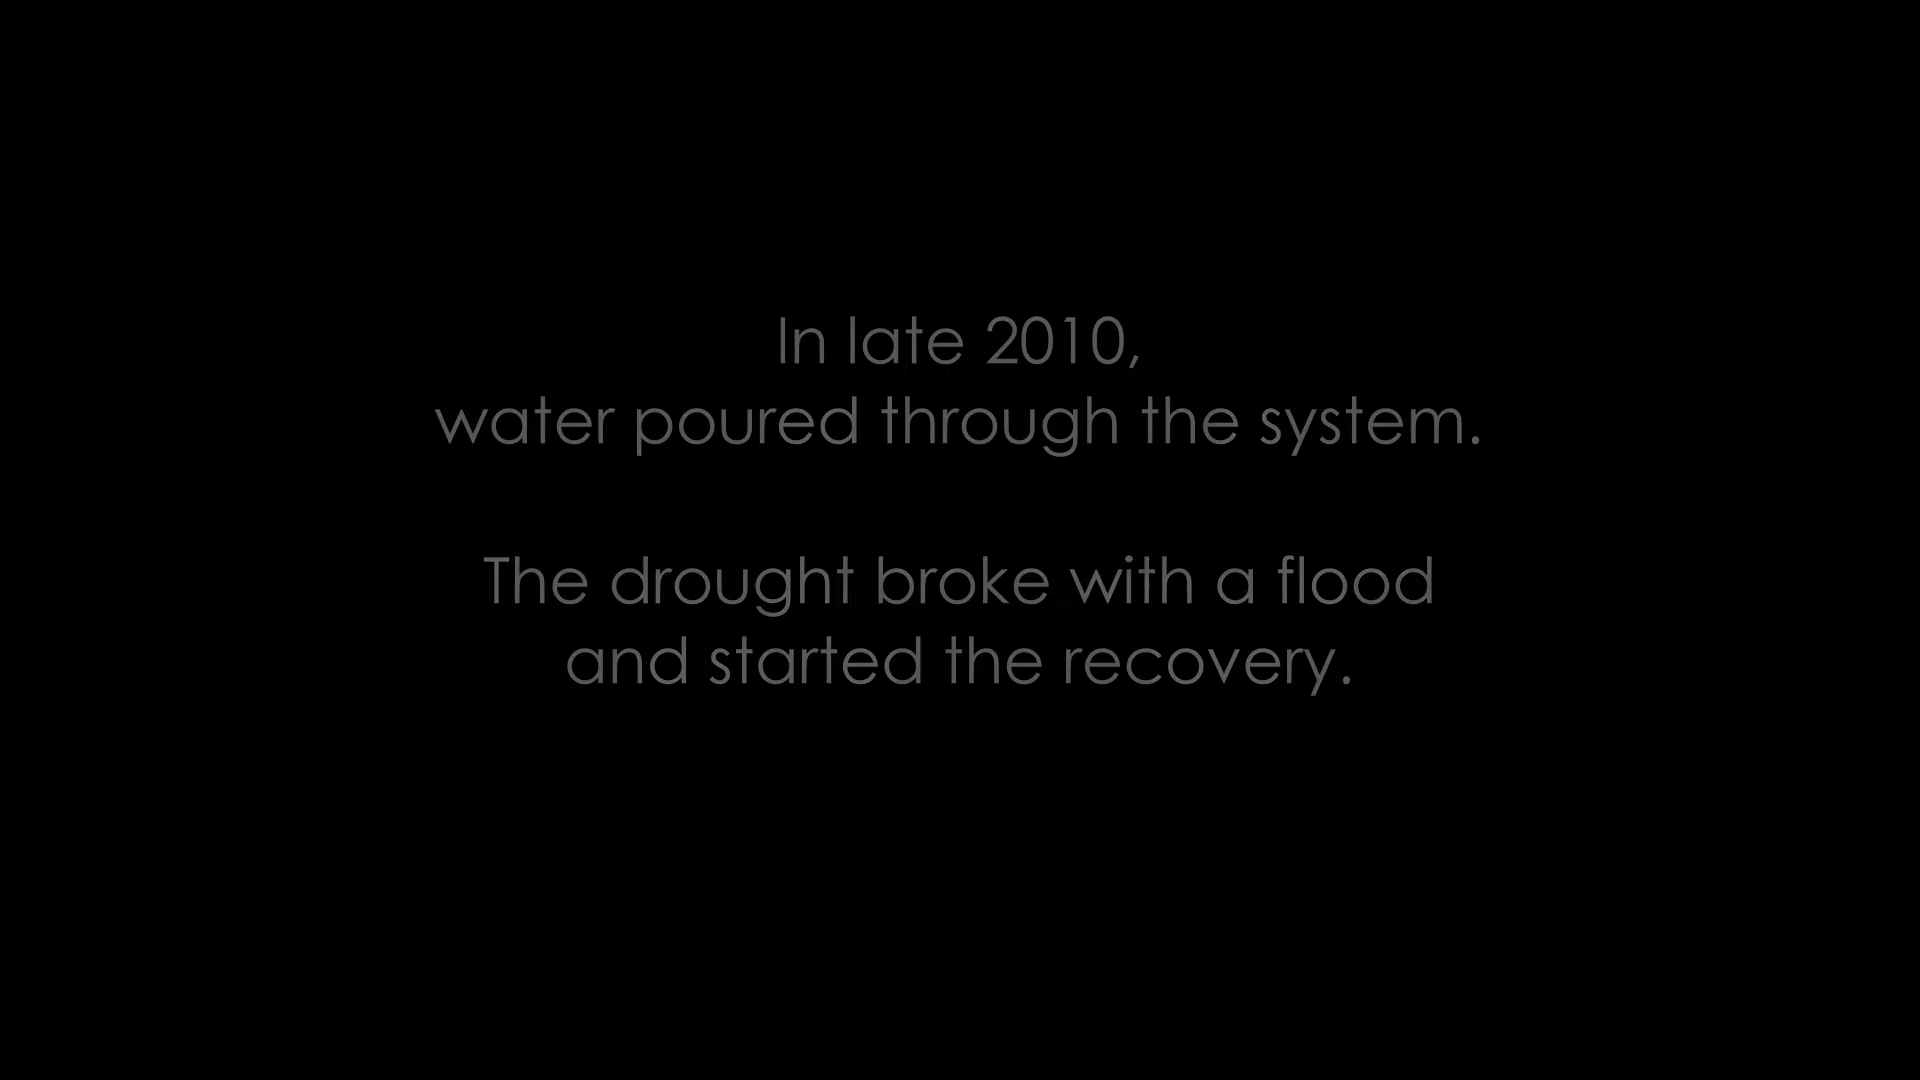 In late 2010,
water poured through the system.
The drought broke with a flood
and started the recovery.